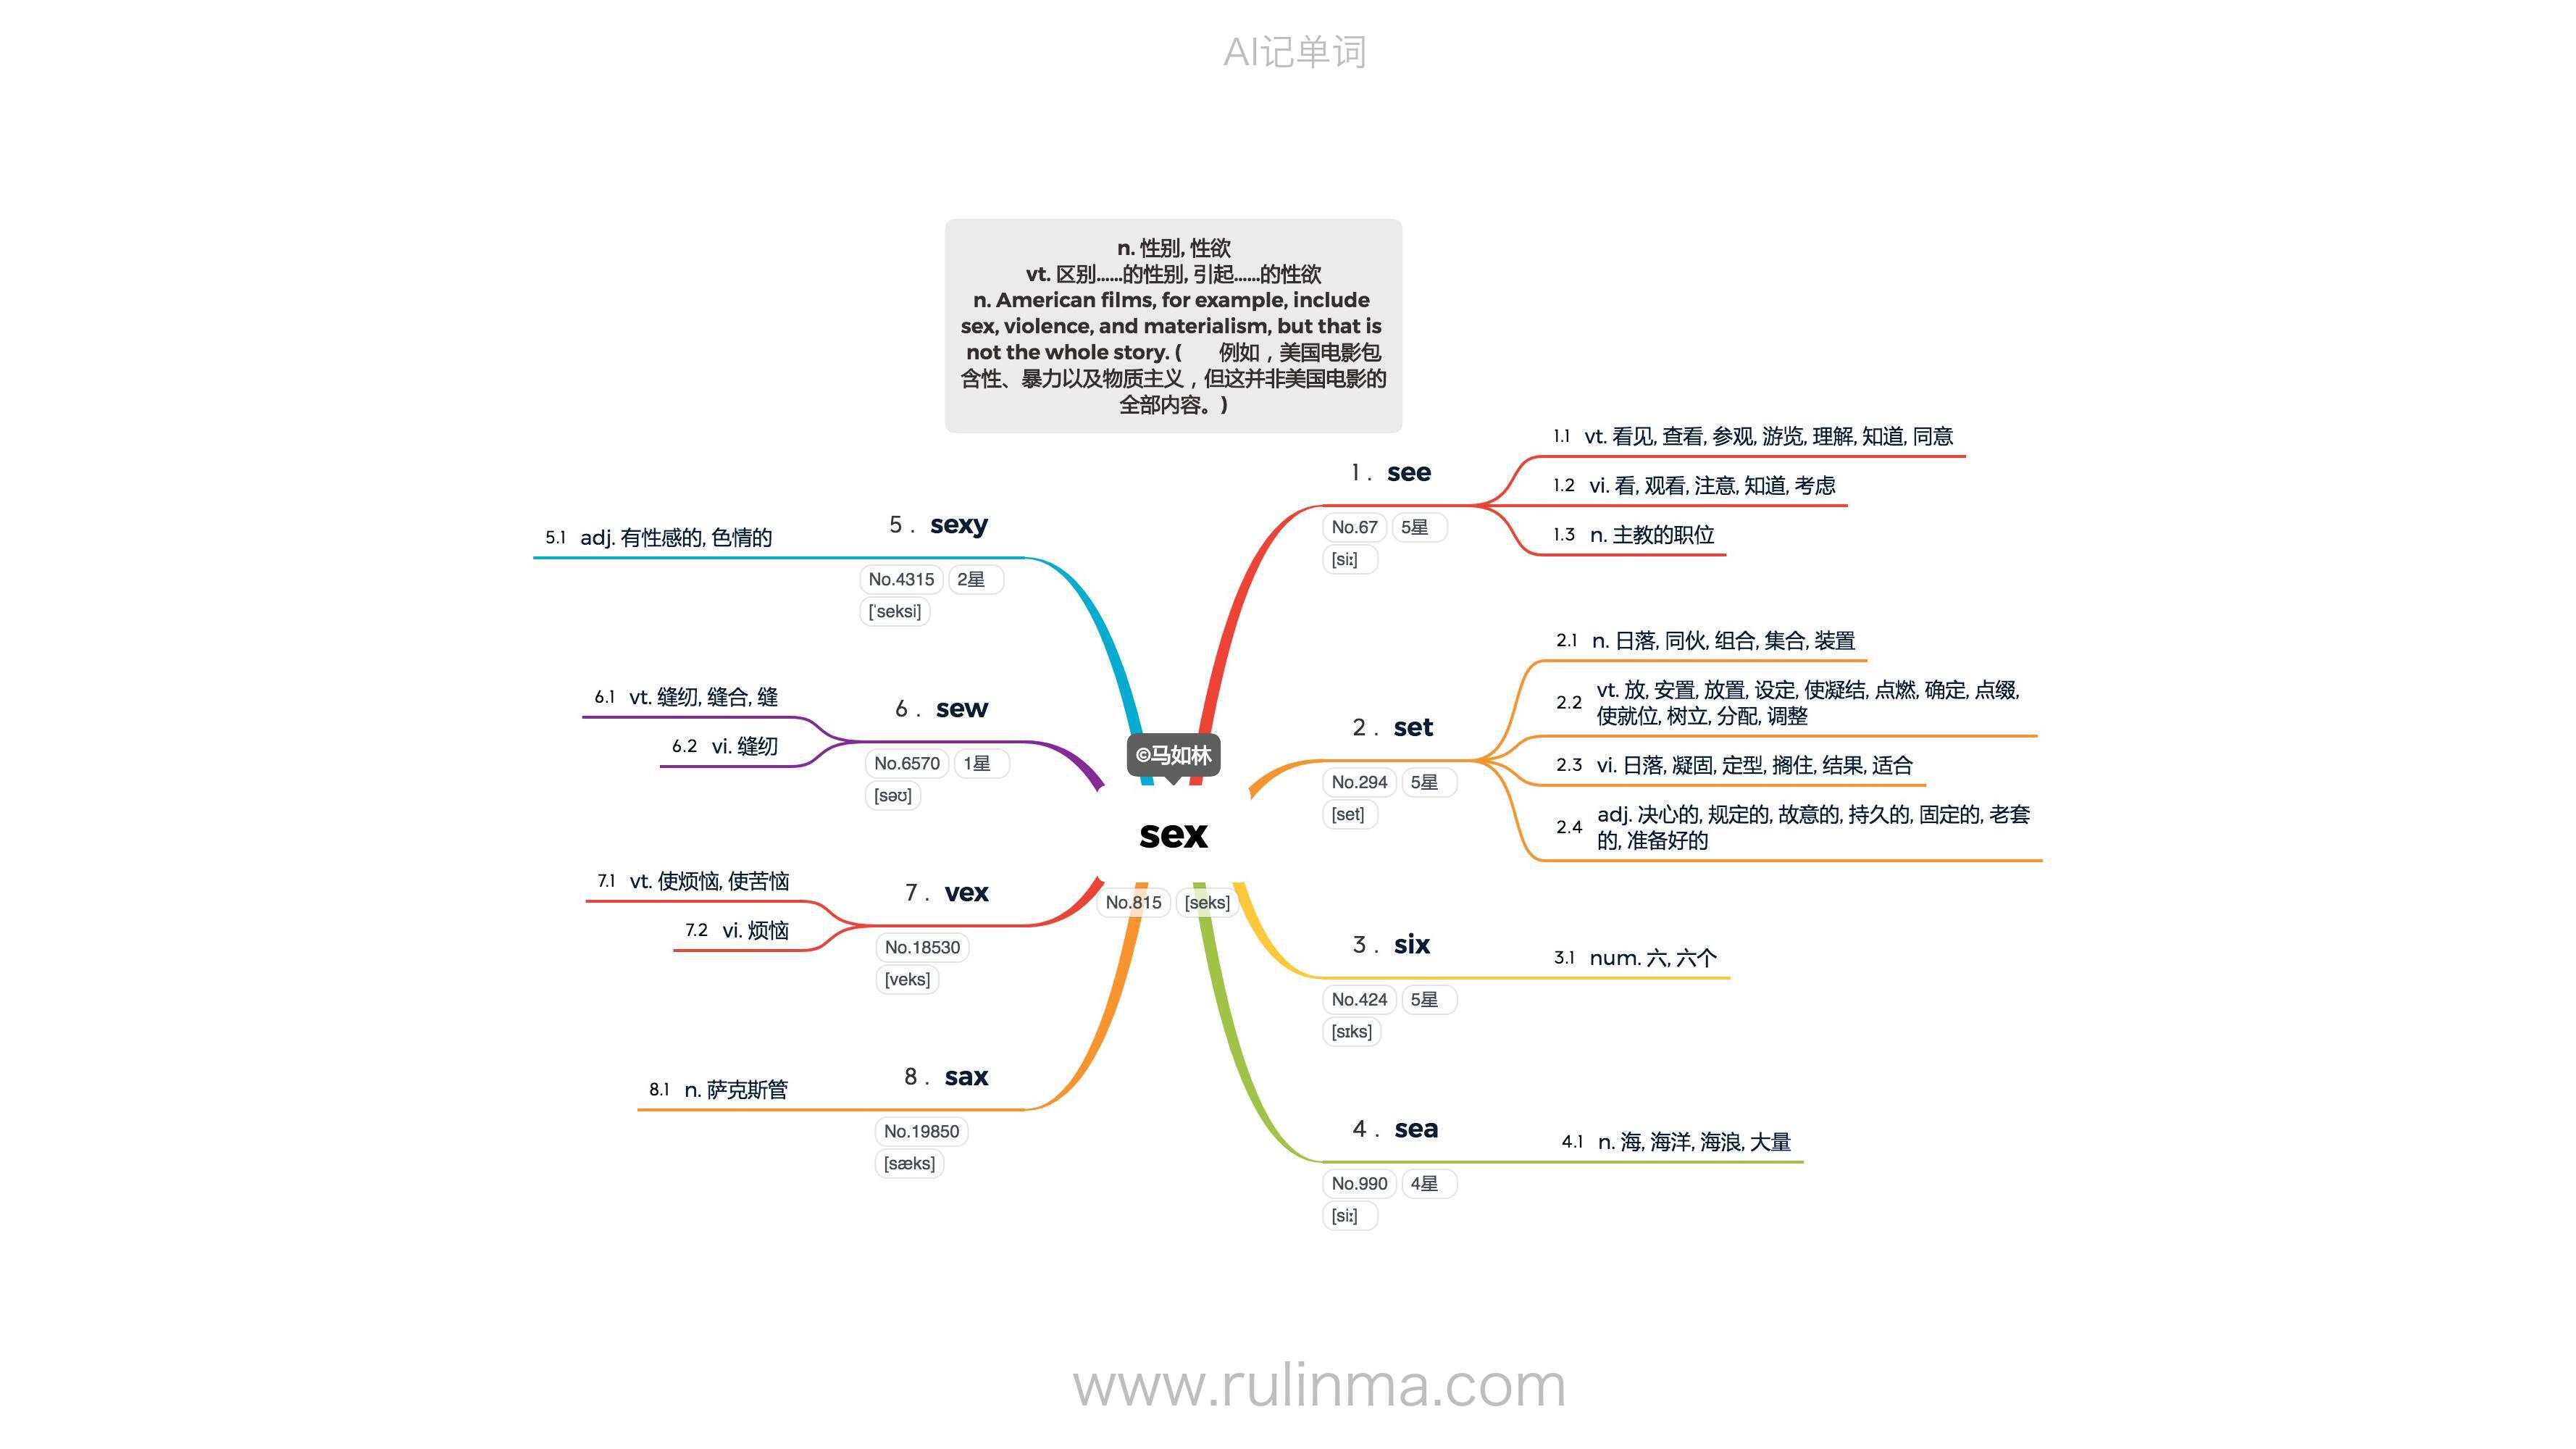 AI记单词
n. 性别, 性欲
vt. 区别......的性别, 引起......的性欲
n. American films, for example, include
sex, violence, and materialism, but that is
not the whole story. ( 例如，美国电影包
含性、暴力以及物质主义，但这并非美国电影的
全部内容。)
©马如林
sex
No.815 [seks]
1. see
No.67 5星
[siː]
1.1 vt. 看见, 查看, 参观, 游览, 理解, 知道, 同意
1.2 vi. 看, 观看, 注意, 知道, 考虑
1.3 n. 主教的职位
2. set
No.294 5星
[set]
2.1 n. 日落, 同伙, 组合, 集合, 装置
2.2 vt. 放, 安置, 放置, 设定, 使凝结, 点燃, 确定, 点缀,
使就位, 树立, 分配, 调整
2.3 vi. 日落, 凝固, 定型, 搁住, 结果, 适合
2.4 adj. 决心的, 规定的, 故意的, 持久的, 固定的, 老套
的, 准备好的
3. six
No.424 5星
[sɪks]
3.1 num. 六, 六个
4. sea
No.990 4星
[siː]
4.1 n. 海, 海洋, 海浪, 大量
5. sexy
No.4315 2星
[ˈseksi]
5.1 adj. 有性感的, 色情的
6. sew
No.6570 1星
[səʊ]
6.1 vt. 缝纫, 缝合, 缝
6.2 vi. 缝纫
7. vex
No.18530
[veks]
7.1 vt. 使烦恼, 使苦恼
7.2 vi. 烦恼
8. sax
No.19850
[sæks]
8.1 n. 萨克斯管
www.rulinma.com